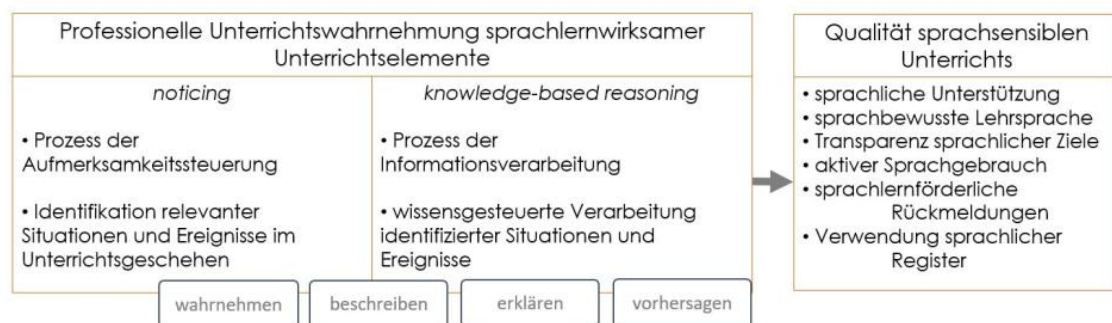 Professionelle Unterrichtswahrnehmung sprachlernwirksamer
Unterrichtselemente
noticing
• Prozess der
Aufmerksamkeitssteuerung
• Identifikation relevanter
Situationen und Ereignisse im
Unterrichtsgeschehen
knowledge-based reasoning
• Prozess der
Informationsverarbeitung
• wissensgesteuerte Verarbeitung
identifizierter Situationen und
Ereignisse
wahrnehmen
beschreiben
erklären
vorhersagen
Qualität sprachsensiblen
Unterrichts
• sprachliche Unterstützung
• sprachbewusste Lehrsprache
• Transparenz sprachlicher Ziele
• aktiver Sprachgebrauch
• sprachlernförderliche
Rückmeldungen
• Verwendung sprachlicher
Register